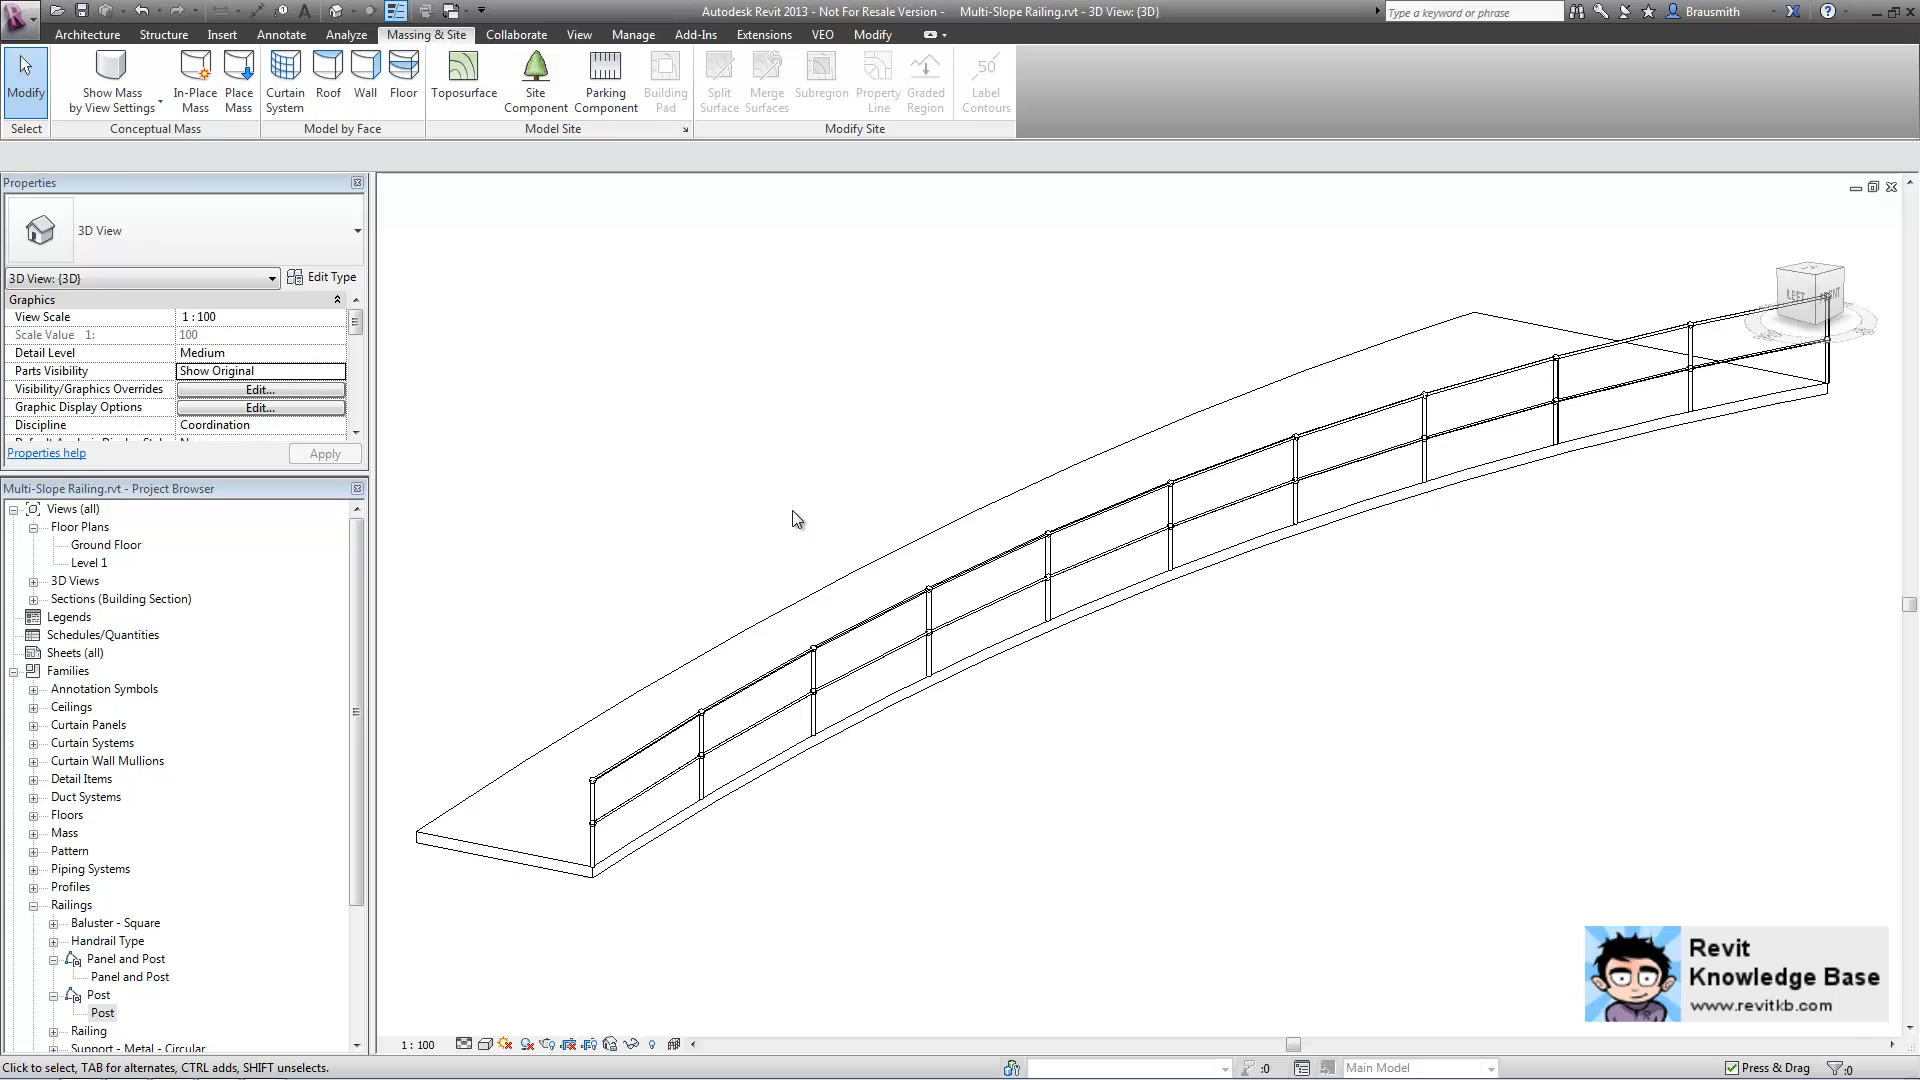 Autodesk Revit 2013 - Not For Resale Version - Multi-Slope Railing.rvt - 3D View: {3D}
Type a keyword or phrase
Brausmith
Architecture Structure Insert Annotate Analyze Massing & Site Collaborate View Manage Add-Ins Extensions VEO Modify
Modify
Show Mass
by View Settings
In-Place
Mass
Place
Mass
Curtain
System
Roof
Wall
Floor
Toposurface
Site
Component
Parking
Component
Building
Pad
Split
Surface
Merge
Surfaces
Subregion
Property
Line
Graded
Region
50
Label
Contours
Select
Conceptual Mass
Model by Face
Model Site
Modify Site
Properties
3D View
3D View: {3D}
Edit Type
Graphics
View Scale 1 : 100
Scale Value 1: 100
Detail Level Medium
Parts Visibility Show Original
Visibility/Graphics Overrides Edit...
Graphic Display Options Edit...
Discipline Coordination
Properties help
Apply
Multi-Slope Railing.rvt - Project Browser
Views (all)
Floor Plans
Ground Floor
Level 1
3D Views
Sections (Building Section)
Legends
Schedules/Quantities
Sheets (all)
Families
Annotation Symbols
Ceilings
Curtain Panels
Curtain Systems
Curtain Wall Mullions
Detail Items
Duct Systems
Floors
Mass
Pattern
Piping Systems
Profiles
Railings
Baluster - Square
Handrail Type
Panel and Post
Panel and Post
Post
Post
Railing
Support - Metal - Circular
LEFT
Revit
Knowledge Base
www.revitkb.com
1 : 100
Click to select, TAB for alternates, CTRL adds, SHIFT unselects.
:0
Main Model
Press & Drag
:0